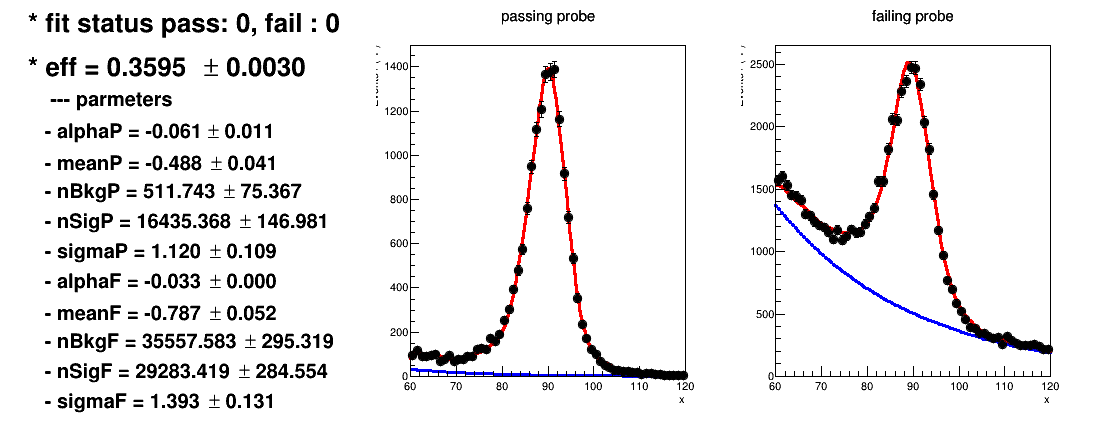 * fit status pass: 0, fail : 0
* eff = 0.3595 ± 0.0030
--- parmeters
- alphaP = -0.061 ± 0.011
- meanP = -0.488 ± 0.041
- nBkgP = 511.743 ± 75.367
- nSigP = 16435.368 ± 146.981
- sigmaP = 1.120 ± 0.109
- alphaF = -0.033 ± 0.000
- meanF = -0.787 ± 0.052
- nBkgF = 35557.583 ± 295.319
- nSigF = 29283.419 ± 284.554
- sigmaF = 1.393 ± 0.131
passing probe
1400
1200
1000
800
600
400
200
0
60 70 80 90 100 110 120
x
failing probe
2500
2000
1500
1000
500
0
60 70 80 90 100 110 120
x